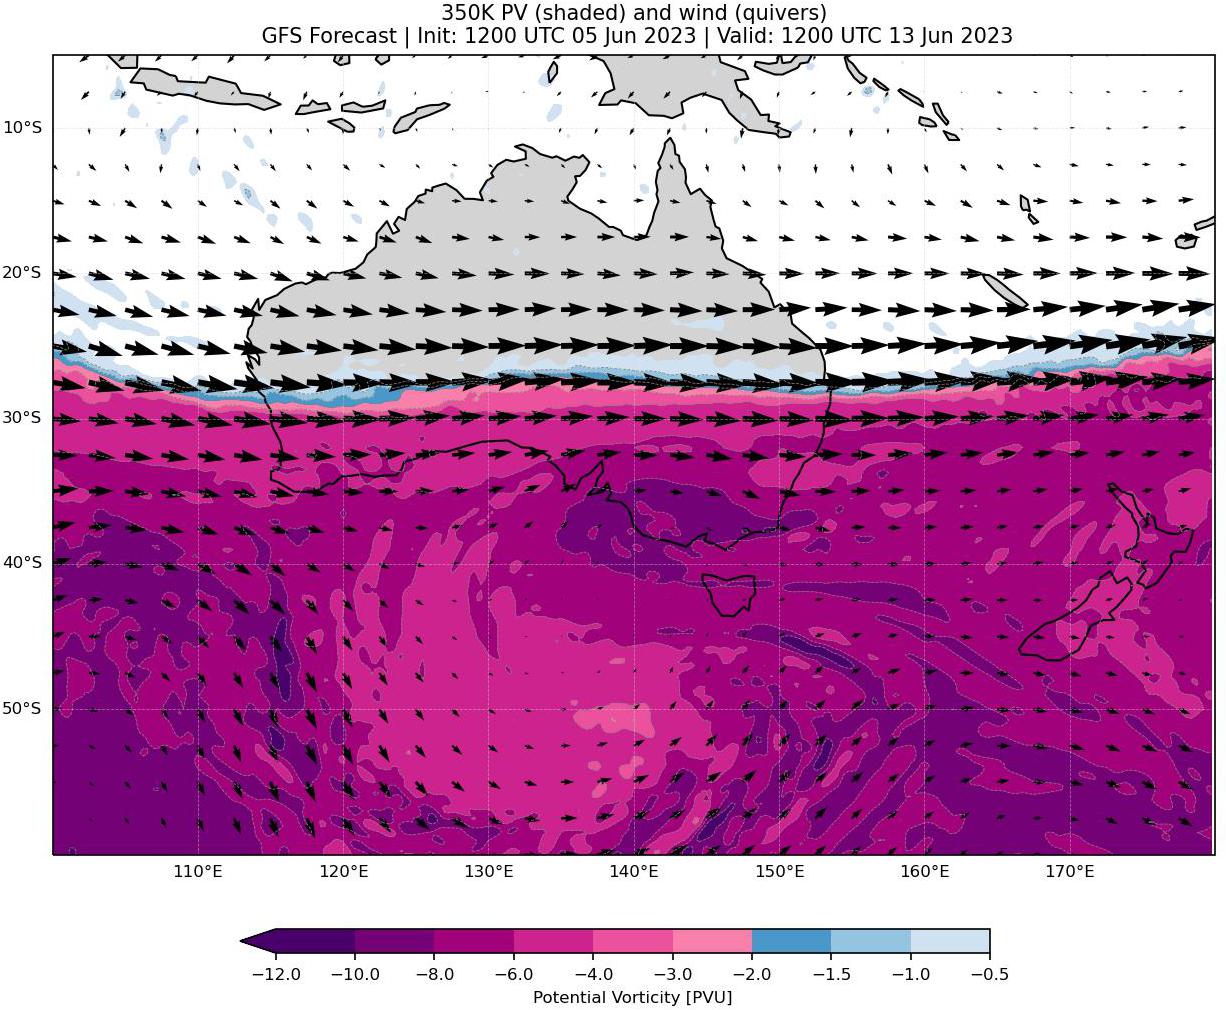 350K PV (shaded) and wind (quivers)
GFS Forecast | Init: 1200 UTC 05 Jun 2023 | Valid: 1200 UTC 13 Jun 2023
10°S
20°S
30°S
40°S
50°S
110°E 120°E 130°E 140°E 150°E 160°E 170°E
−12.0 −10.0 −8.0 −6.0 −4.0 −3.0 −2.0 −1.5 −1.0 −0.5
Potential Vorticity [PVU]